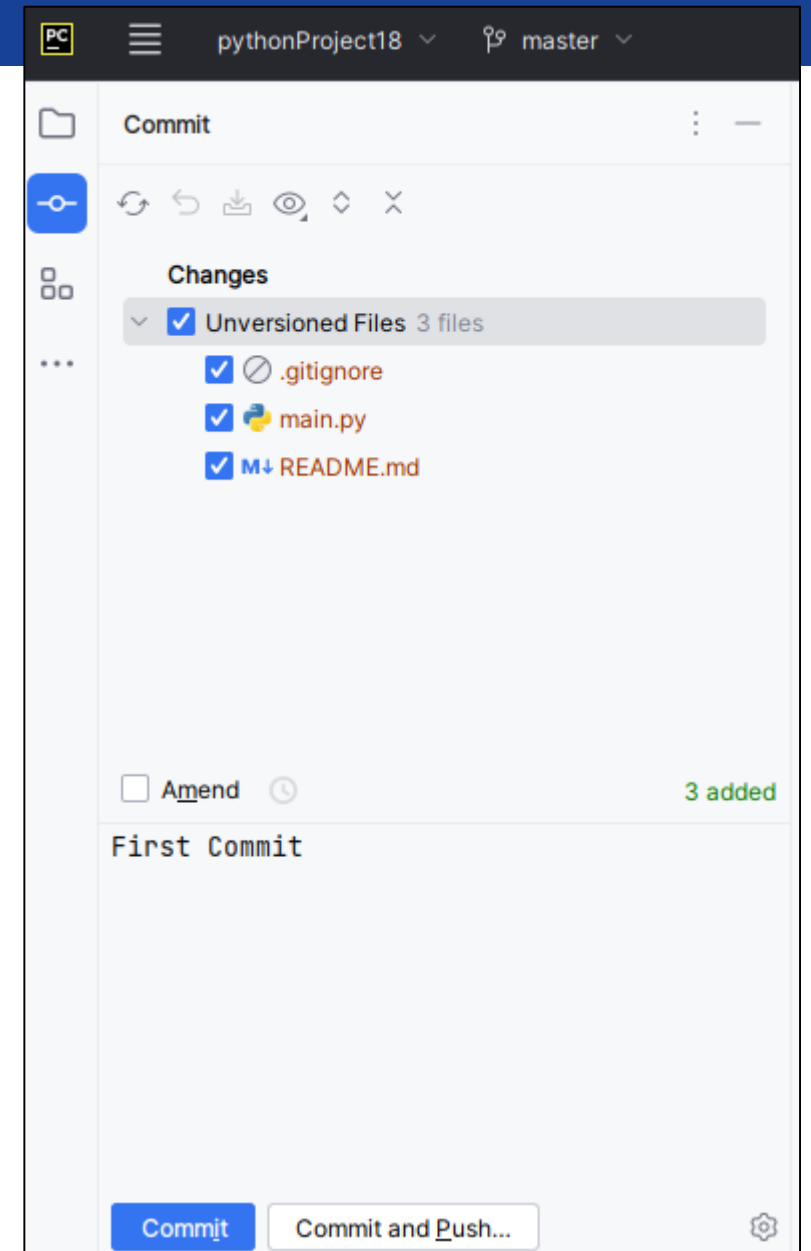 PC pythonProject18 master
Commit
Changes
Unversioned Files 3 files
.gitignore
main.py
M↓ README.md
Amend 3 added
First Commit
Commit Commit and Push...